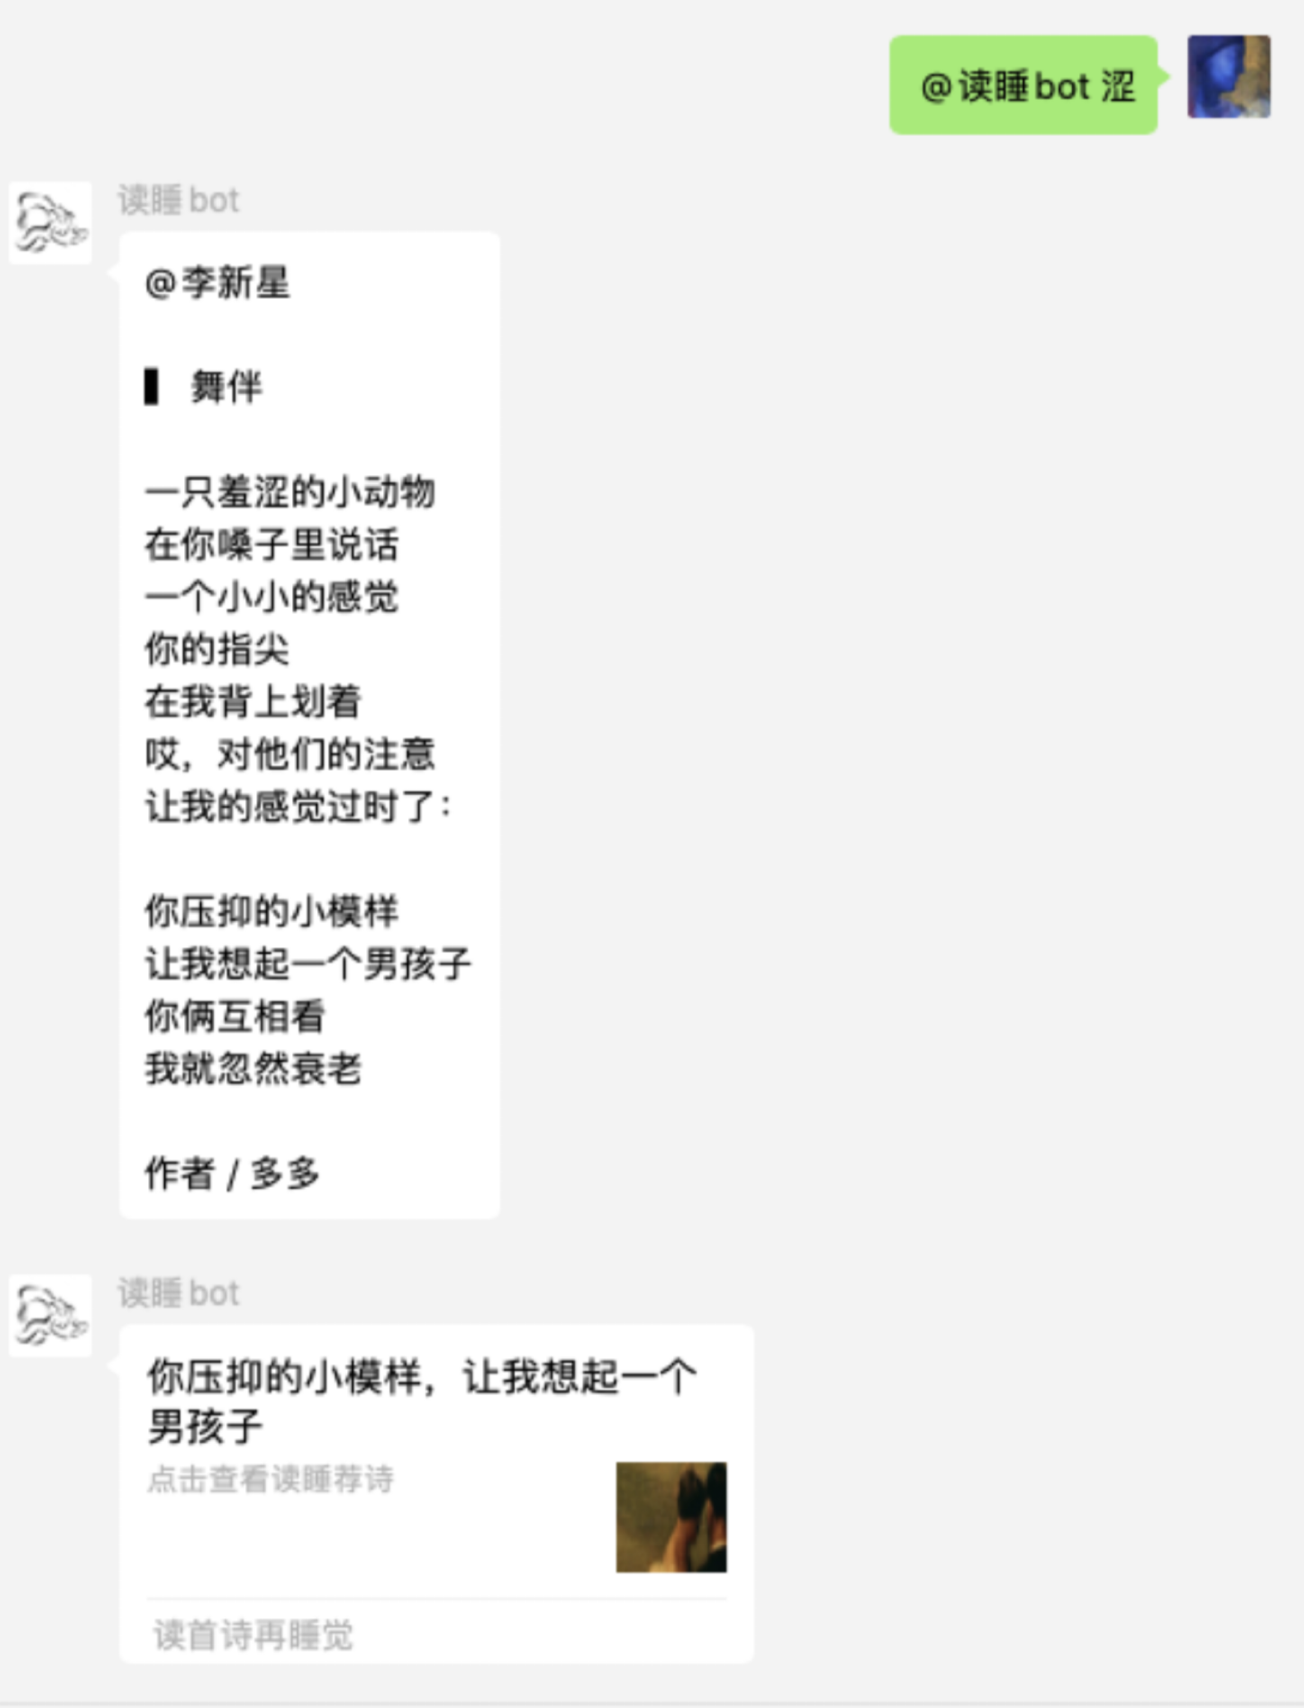 @读睡bot 涩
读睡bot
@李新星
▌ 舞伴
一只羞涩的小动物
在你嗓子里说话
一个小小的感觉
你的指尖
在我背上划着
哎，对他们的注意
让我的感觉过时了：
你压抑的小模样
让我想起一个男孩子
你俩互相看
我就忽然衰老
作者 / 多多
读睡bot
你压抑的小模样，让我想起一个
男孩子
点击查看读睡荐诗
读首诗再睡觉